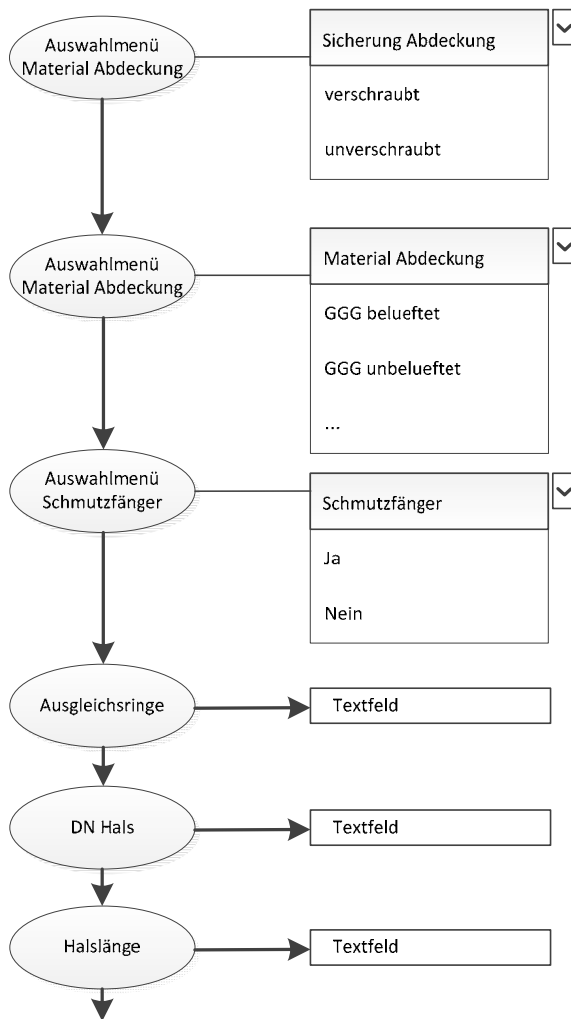 Auswahlmenü
Material Abdeckung
Sicherung Abdeckung
verschraubt
unverschraubt
Auswahlmenü
Material Abdeckung
Material Abdeckung
GGG belueftet
GGG unbelueftet
...
Auswahlmenü
Schmutzfänger
Schmutzfänger
Ja
Nein
Ausgleichsringe
Textfeld
DN Hals
Textfeld
Halslänge
Textfeld